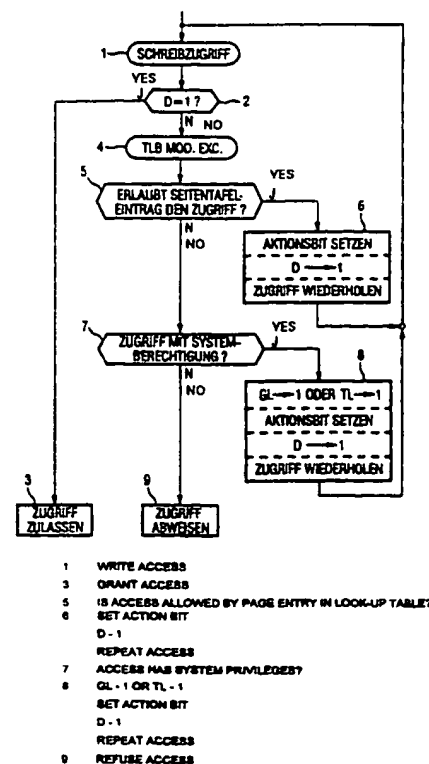 1 SCHREIBZUGRIFF
YES
D=1 ? 2
N NO
4 TLB MOD. EXC.
5 YES
ERLAUBT SEITENTAFEL-
EINTRAG DEN ZUGRIFF ?
N
NO
6
AKTIONSBIT SETZEN
D → 1
ZUGRIFF WIEDERHOLEN
7 YES
ZUGRIFF MIT SYSTEM-
BERECHTIGUNG ?
N
NO
8
GL → 1 ODER TL → 1
AKTIONSBIT SETZEN
D → 1
ZUGRIFF WIEDERHOLEN
3
ZUGRIFF
ZULASSEN
9
ZUGRIFF
ABWEISEN
1 WRITE ACCESS
3 GRANT ACCESS
5 IS ACCESS ALLOWED BY PAGE ENTRY IN LOOK-UP TABLE?
6 SET ACTION BIT
D - 1
REPEAT ACCESS
7 ACCESS HAS SYSTEM PRIVILEGES?
8 GL - 1 OR TL - 1
SET ACTION BIT
D - 1
REPEAT ACCESS
9 REFUSE ACCESS